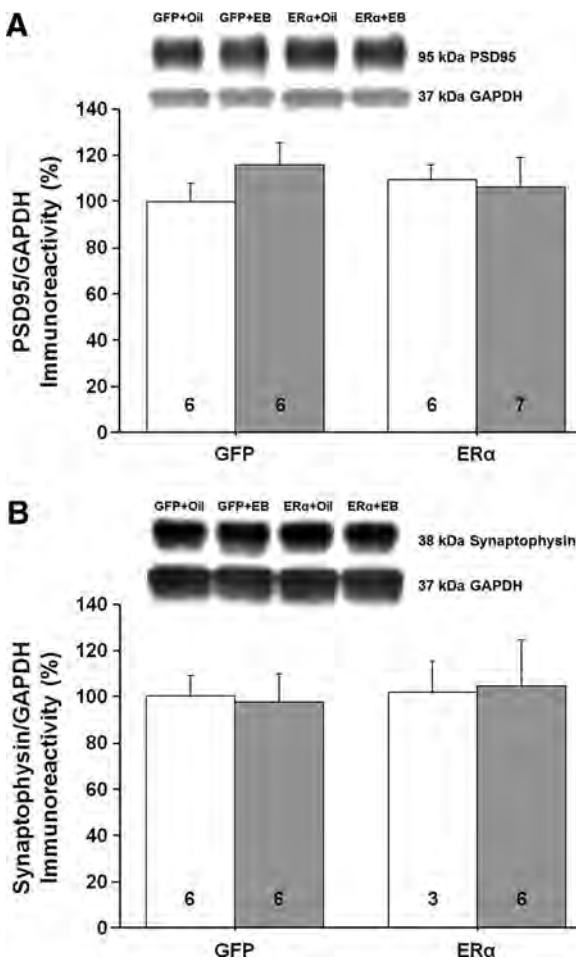 A
GFP+Oil GFP+EB ERα+Oil ERα+EB
95 kDa PSD95
37 kDa GAPDH
PSD95/GAPDH
Immunoreactivity (%)
140
120
100
80
60
40
20
0
6 6 6 7
GFP ERα
B
GFP+Oil GFP+EB ERα+Oil ERα+EB
38 kDa Synaptophysin
37 kDa GAPDH
Synaptophysin/GAPDH
Immunoreactivity (%)
140
120
100
80
60
40
20
0
6 6 3 6
GFP ERα